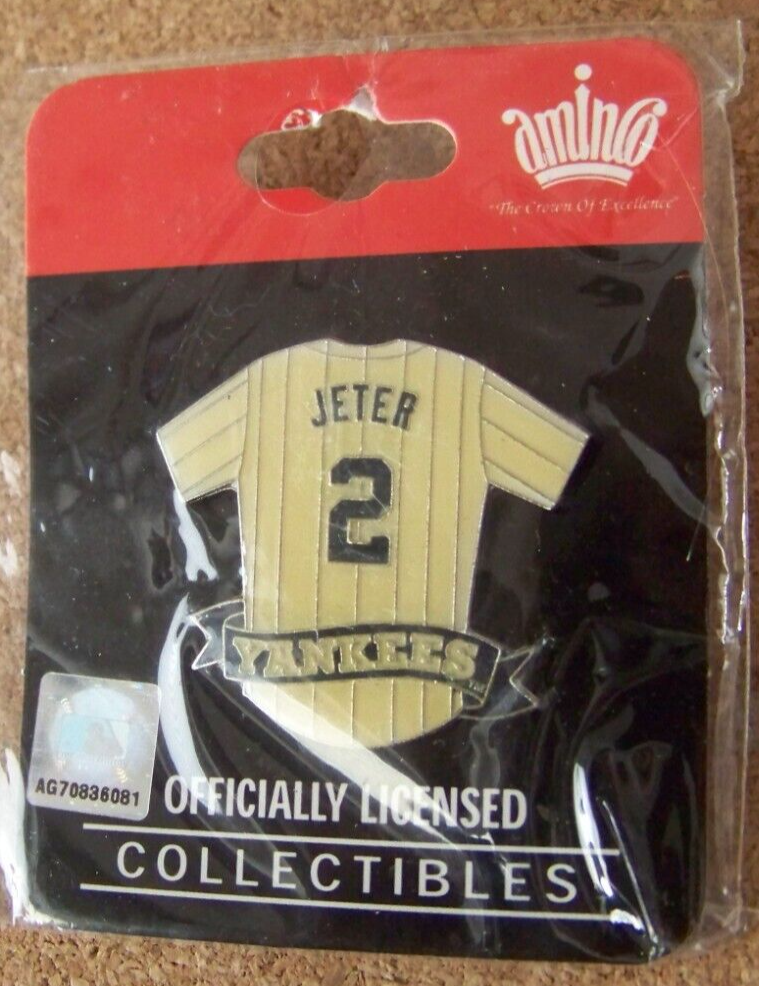 aminco
"The Crown Of Excellence"
JETER
2
YANKEES
AG70836081
OFFICIALLY LICENSED
COLLECTIBLES